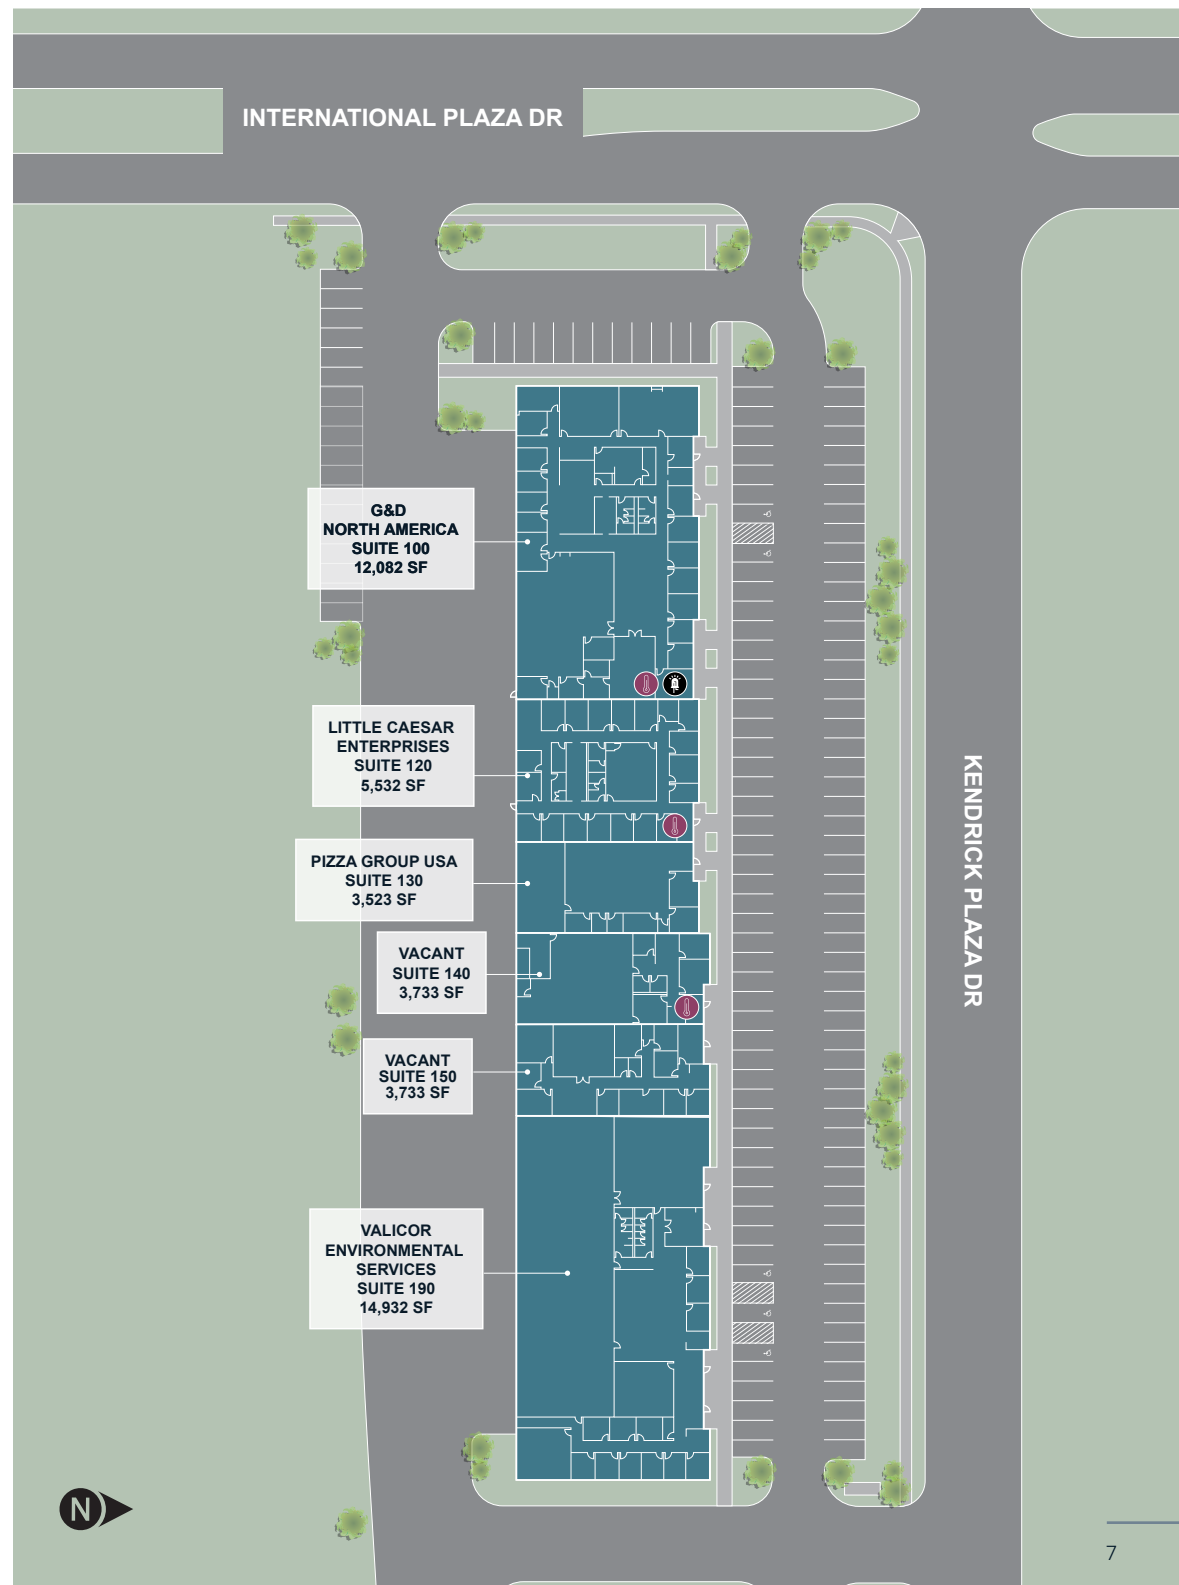 INTERNATIONAL PLAZA DR
G&D
NORTH AMERICA
SUITE 100
12,082 SF
LITTLE CAESAR
ENTERPRISES
SUITE 120
5,532 SF
PIZZA GROUP USA
SUITE 130
3,523 SF
KENDRICK PLAZA DR
VACANT
SUITE 140
3,733 SF
VACANT
SUITE 150
3,733 SF
VALICOR
ENVIRONMENTAL
SERVICES
SUITE 190
14,932 SF
N
7